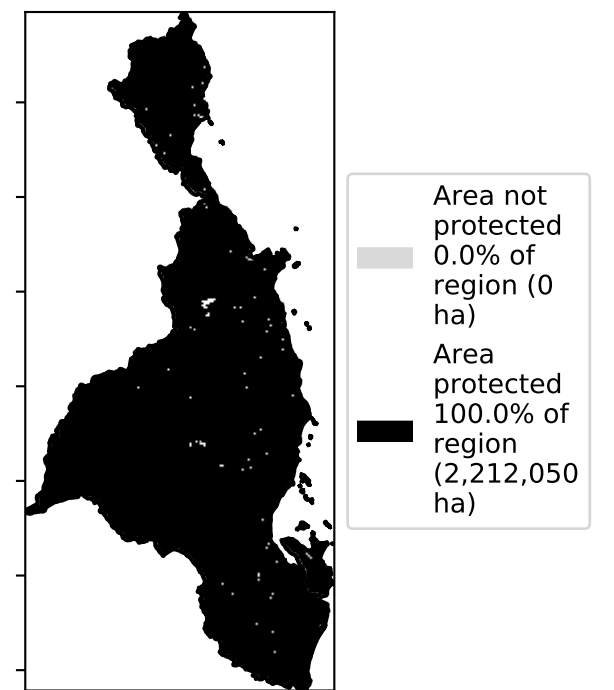 Area not
protected
0.0% of
region (0
ha)
Area
protected
100.0% of
region
(2,212,050
ha)